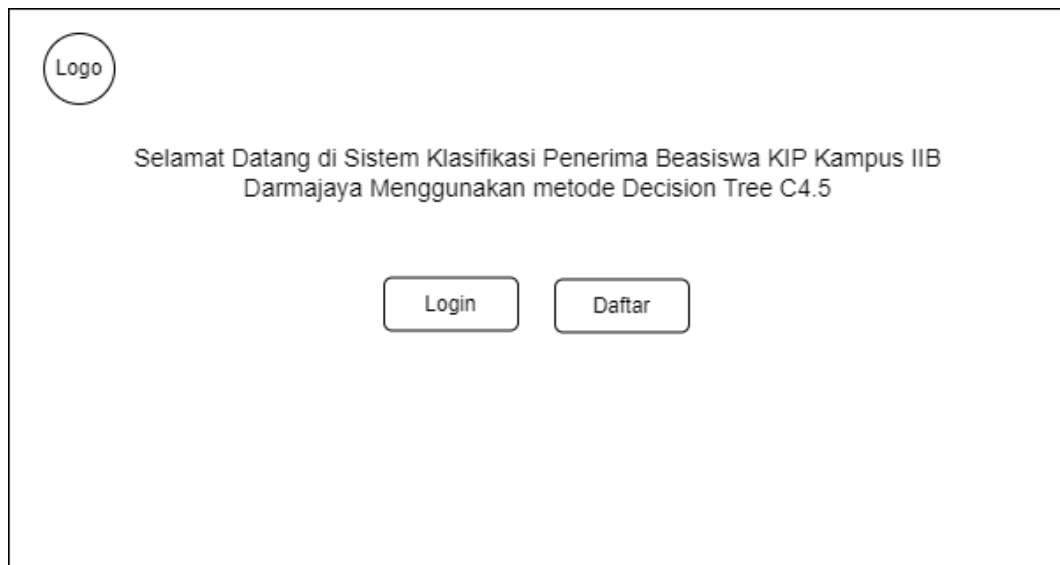 Logo
Selamat Datang di Sistem Klasifikasi Penerima Beasiswa KIP Kampus IIB
Darmajaya Menggunakan metode Decision Tree C4.5
Login
Daftar